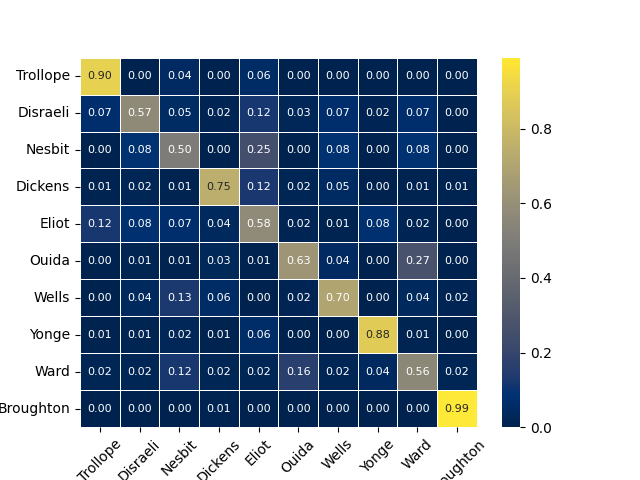 Trollope 0.90 0.00 0.04 0.00 0.06 0.00 0.00 0.00 0.00 0.00
Disraeli 0.07 0.57 0.05 0.02 0.12 0.03 0.07 0.02 0.07 0.00
Nesbit 0.00 0.08 0.50 0.00 0.25 0.00 0.08 0.00 0.08 0.00
Dickens 0.01 0.02 0.01 0.75 0.12 0.02 0.05 0.00 0.01 0.01
Eliot 0.12 0.08 0.07 0.04 0.58 0.02 0.01 0.08 0.02 0.00
Ouida 0.00 0.01 0.01 0.03 0.01 0.63 0.04 0.00 0.27 0.00
Wells 0.00 0.04 0.13 0.06 0.00 0.02 0.70 0.00 0.04 0.02
Yonge 0.01 0.01 0.02 0.01 0.06 0.00 0.00 0.88 0.01 0.00
Ward 0.02 0.02 0.12 0.02 0.02 0.16 0.02 0.04 0.56 0.02
Broughton 0.00 0.00 0.00 0.01 0.00 0.00 0.00 0.00 0.00 0.99
Trollope Disraeli Nesbit Dickens Eliot Ouida Wells Yonge Ward oughton
0.8
0.6
0.4
0.2
0.0